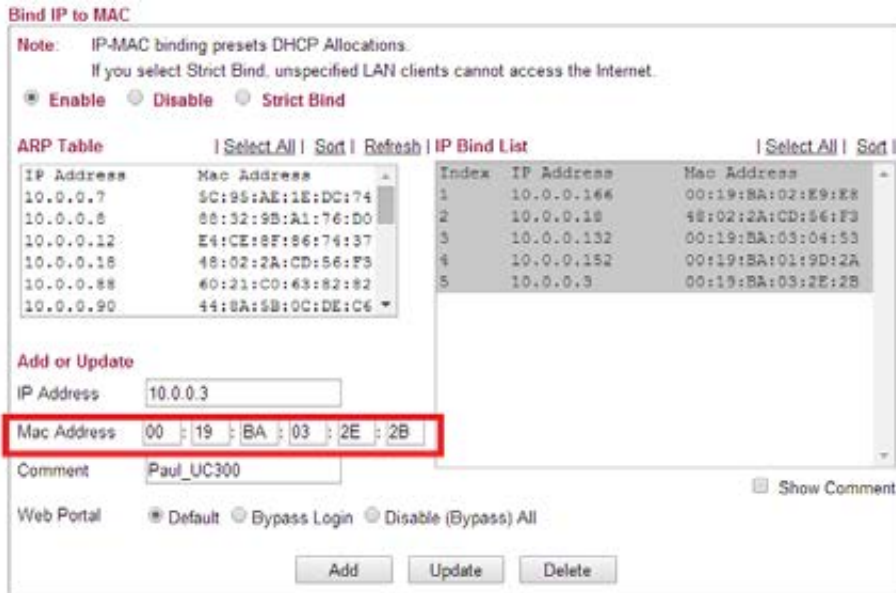 Bind IP to MAC
Note: IP-MAC binding presets DHCP Allocations.
If you select Strict Bind, unspecified LAN clients cannot access the Internet.
Enable Disable Strict Bind
ARP Table | Select All | Sort | Refresh |
IP Address Mac Address
10.0.0.7 5C:95:AE:1E:DC:74
10.0.0.8 88:32:9B:A1:76:D0
10.0.0.12 E4:CE:8F:86:74:37
10.0.0.18 48:02:2A:CD:56:F3
10.0.0.88 60:21:C0:63:82:82
10.0.0.90 44:8A:5B:0C:DE:C6
IP Bind List | Select All | Sort |
Index IP Address Mac Address
1 10.0.0.166 00:19:BA:02:E9:E8
2 10.0.0.18 48:02:2A:CD:56:F3
3 10.0.0.132 00:19:BA:03:04:53
4 10.0.0.152 00:19:BA:01:9D:2A
5 10.0.0.3 00:19:BA:03:2E:2B
Add or Update
IP Address 10.0.0.3
Mac Address 00 : 19 : BA : 03 : 2E : 2B
Comment Paul_UC300
Show Comment
Web Portal Default Bypass Login Disable (Bypass) All
Add Update Delete